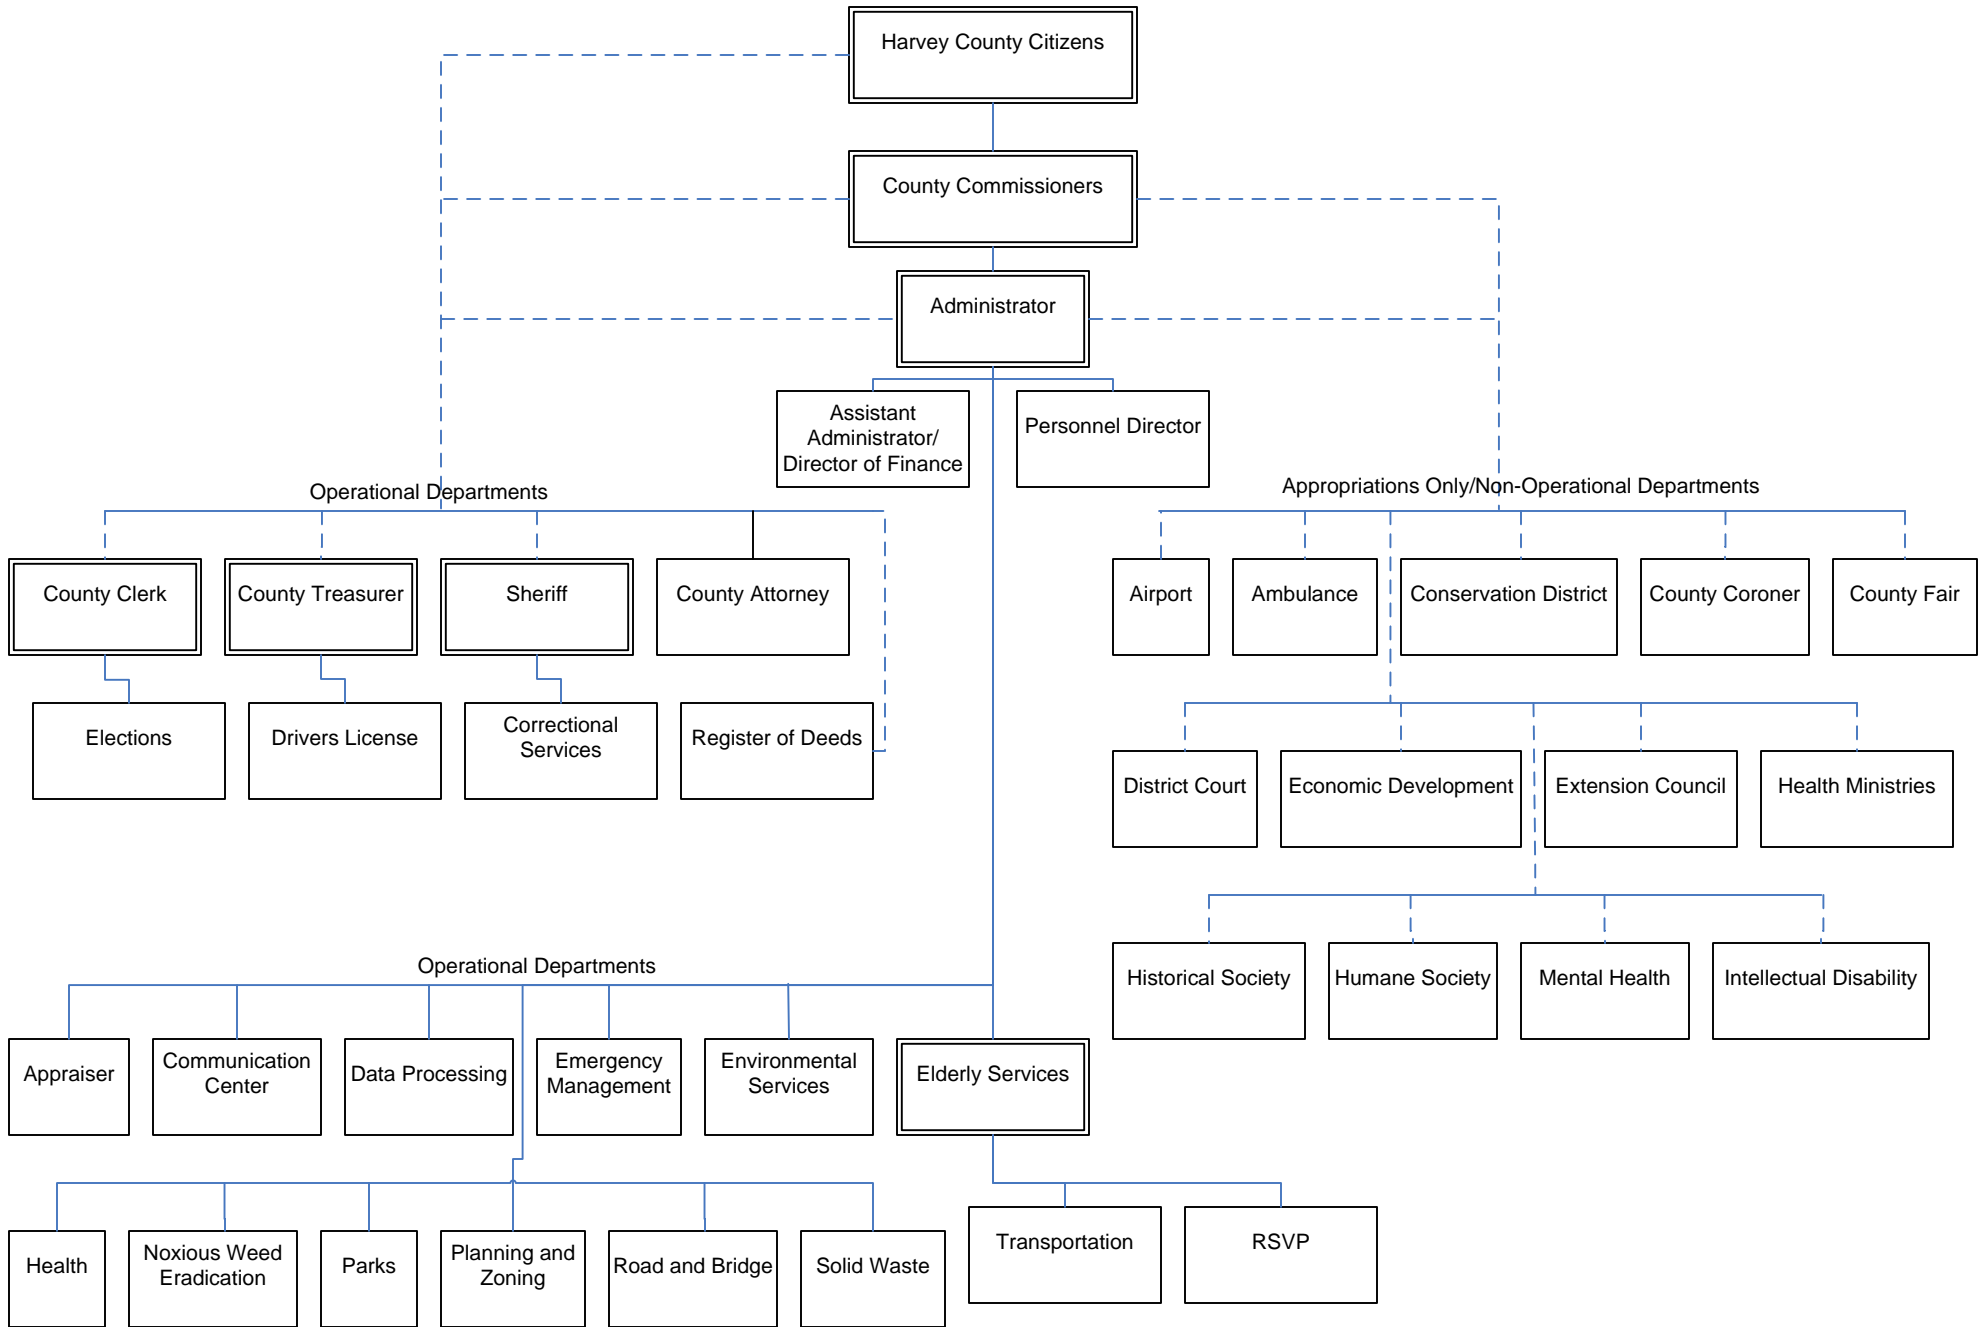 Harvey County Citizens
County Commissioners
Administrator
Assistant
Administrator/
Director of Finance
Personnel Director
Operational Departments
Appropriations Only/Non-Operational Departments
County Clerk
County Treasurer
Sheriff
County Attorney
Airport
Ambulance
Conservation District
County Coroner
County Fair
Elections
Drivers License
Correctional
Services
Register of Deeds
District Court
Economic Development
Extension Council
Health Ministries
Historical Society
Humane Society
Mental Health
Intellectual Disability
Operational Departments
Appraiser
Communication
Center
Data Processing
Emergency
Management
Environmental
Services
Elderly Services
Health
Noxious Weed
Eradication
Parks
Planning and
Zoning
Road and Bridge
Solid Waste
Transportation
RSVP